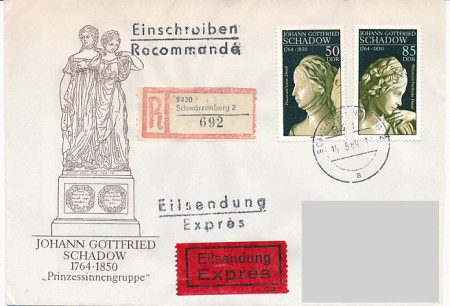 Einschreiben
Recommandé
JOHANN GOTTFRIED
SCHADOW
1764·1850
50
DDR
JOHANN GOTTFRIED
SCHADOW
1764·1850
85
DDR
R
9430
Schwarzenberg 2
692
a
Eilsendung
Exprès
JOHANN GOTTFRIED
SCHADOW
1764·1850
„Prinzessinnengruppe"
Eilsendung
Exprès